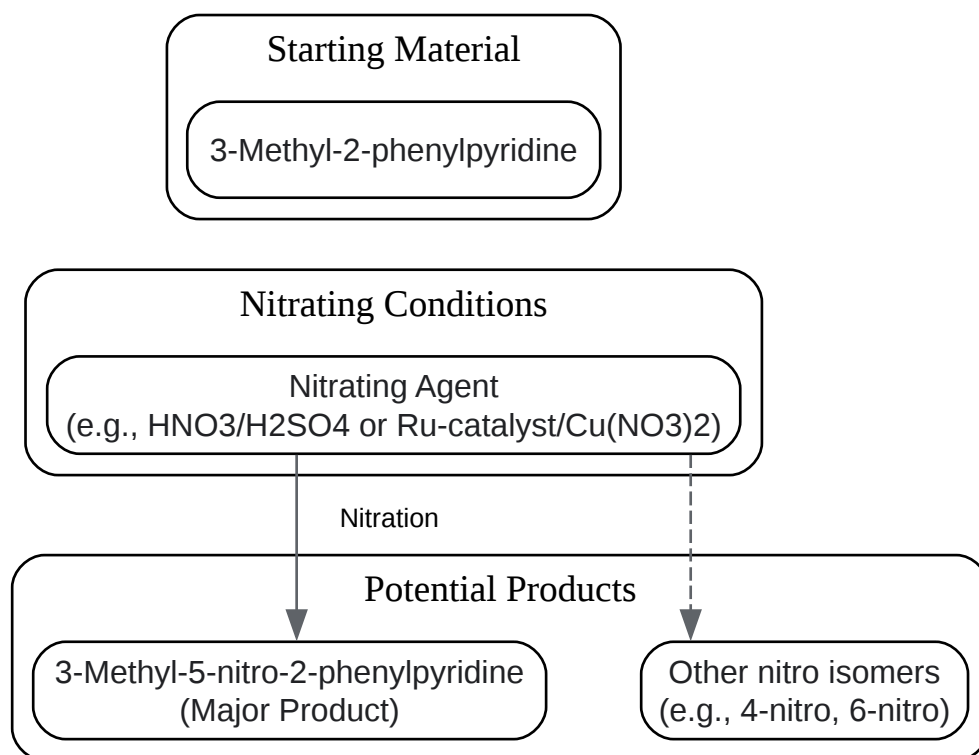 Starting Material
3-Methyl-2-phenylpyridine
Nitrating Conditions
Nitrating Agent
(e.g., HNO3/H2SO4 or Ru-catalyst/Cu(NO3)2)
Nitration
Potential Products
3-Methyl-5-nitro-2-phenylpyridine
(Major Product)
Other nitro isomers
(e.g., 4-nitro, 6-nitro)